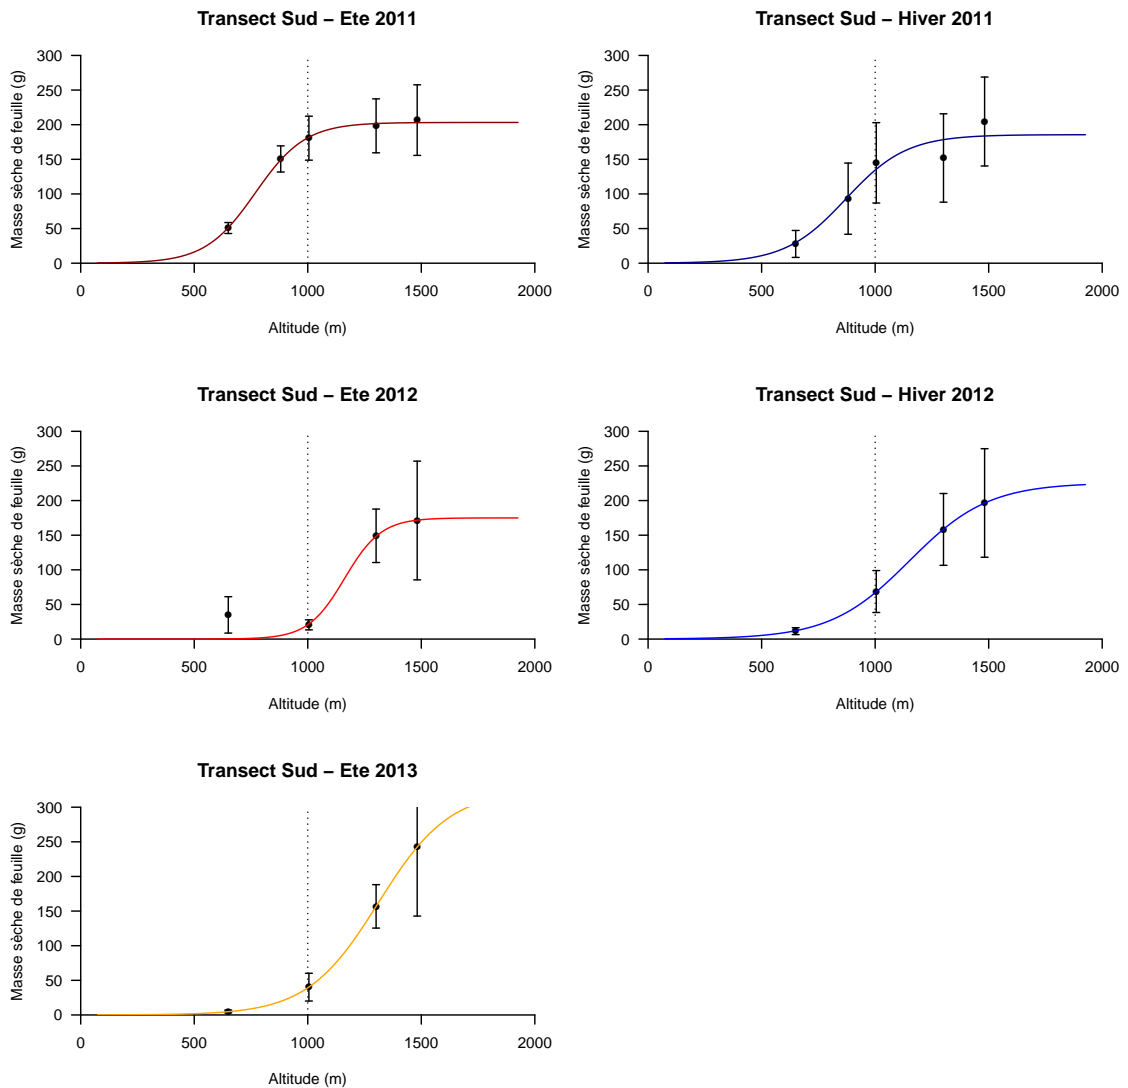 Transect Sud – Ete 2011
Masse sèche de feuille (g)
300
250
200
150
100
50
0
0 500 1000 1500 2000
Altitude (m)
Transect Sud – Hiver 2011
Masse sèche de feuille (g)
300
250
200
150
100
50
0
0 500 1000 1500 2000
Altitude (m)
Transect Sud – Ete 2012
Masse sèche de feuille (g)
300
250
200
150
100
50
0
0 500 1000 1500 2000
Altitude (m)
Transect Sud – Hiver 2012
Masse sèche de feuille (g)
300
250
200
150
100
50
0
0 500 1000 1500 2000
Altitude (m)
Transect Sud – Ete 2013
Masse sèche de feuille (g)
300
250
200
150
100
50
0
0 500 1000 1500 2000
Altitude (m)